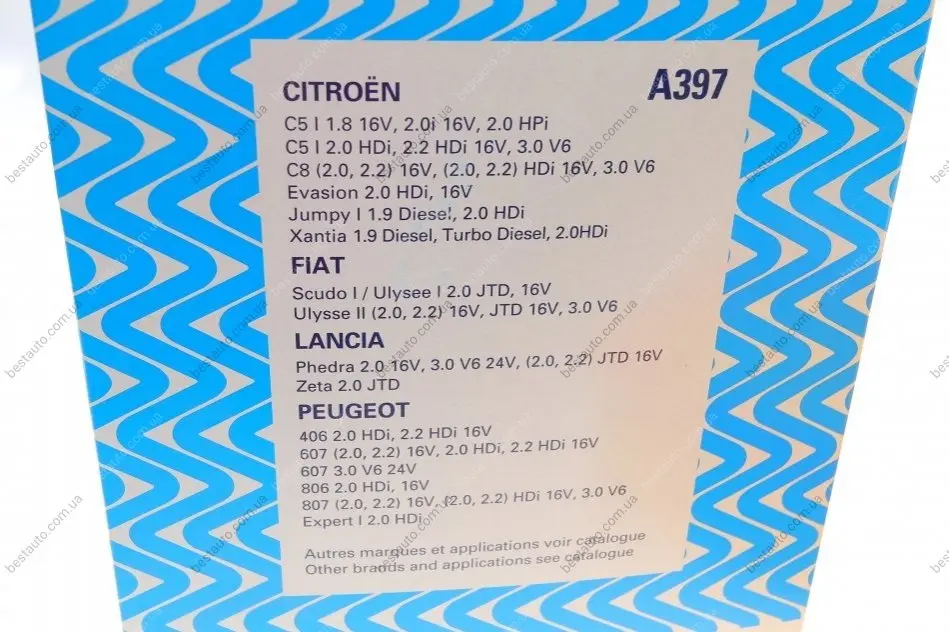 CITROËN A397
C5 I 1.8 16V, 2.0i 16V, 2.0 HPi
C5 I 2.0 HDi, 2.2 HDi 16V, 3.0 V6
C8 (2.0, 2.2) 16V, (2.0, 2.2) HDi 16V, 3.0 V6
Evasion 2.0 HDi, 16V
Jumpy I 1.9 Diesel, 2.0 HDi
Xantia 1.9 Diesel, Turbo Diesel, 2.0HDi
FiAT
Scudo I / Ulysee I 2.0 JTD, 16V
Ulysse II (2.0, 2.2) 16V, JTD 16V, 3.0 V6
LANCIA
Phedra 2.0 16V, 3.0 V6 24V, (2.0, 2.2) JTD 16V
Zeta 2.0 JTD
PEUGEOT
406 2.0 HDi, 2.2 HDi 16V
607 (2.0, 2.2) 16V, 2.0 HDi, 2.2 HDi 16V
607 3.0 V6 24V
806 2.0 HDi, 16V
807 (2.0, 2.2) 16V, (2.0, 2.2) HDi 16V, 3.0 V6
Expert I 2.0 HDi
Autres marques et applications voir catalogue
Other brands and applications see catalogue
bestauto.com.ua